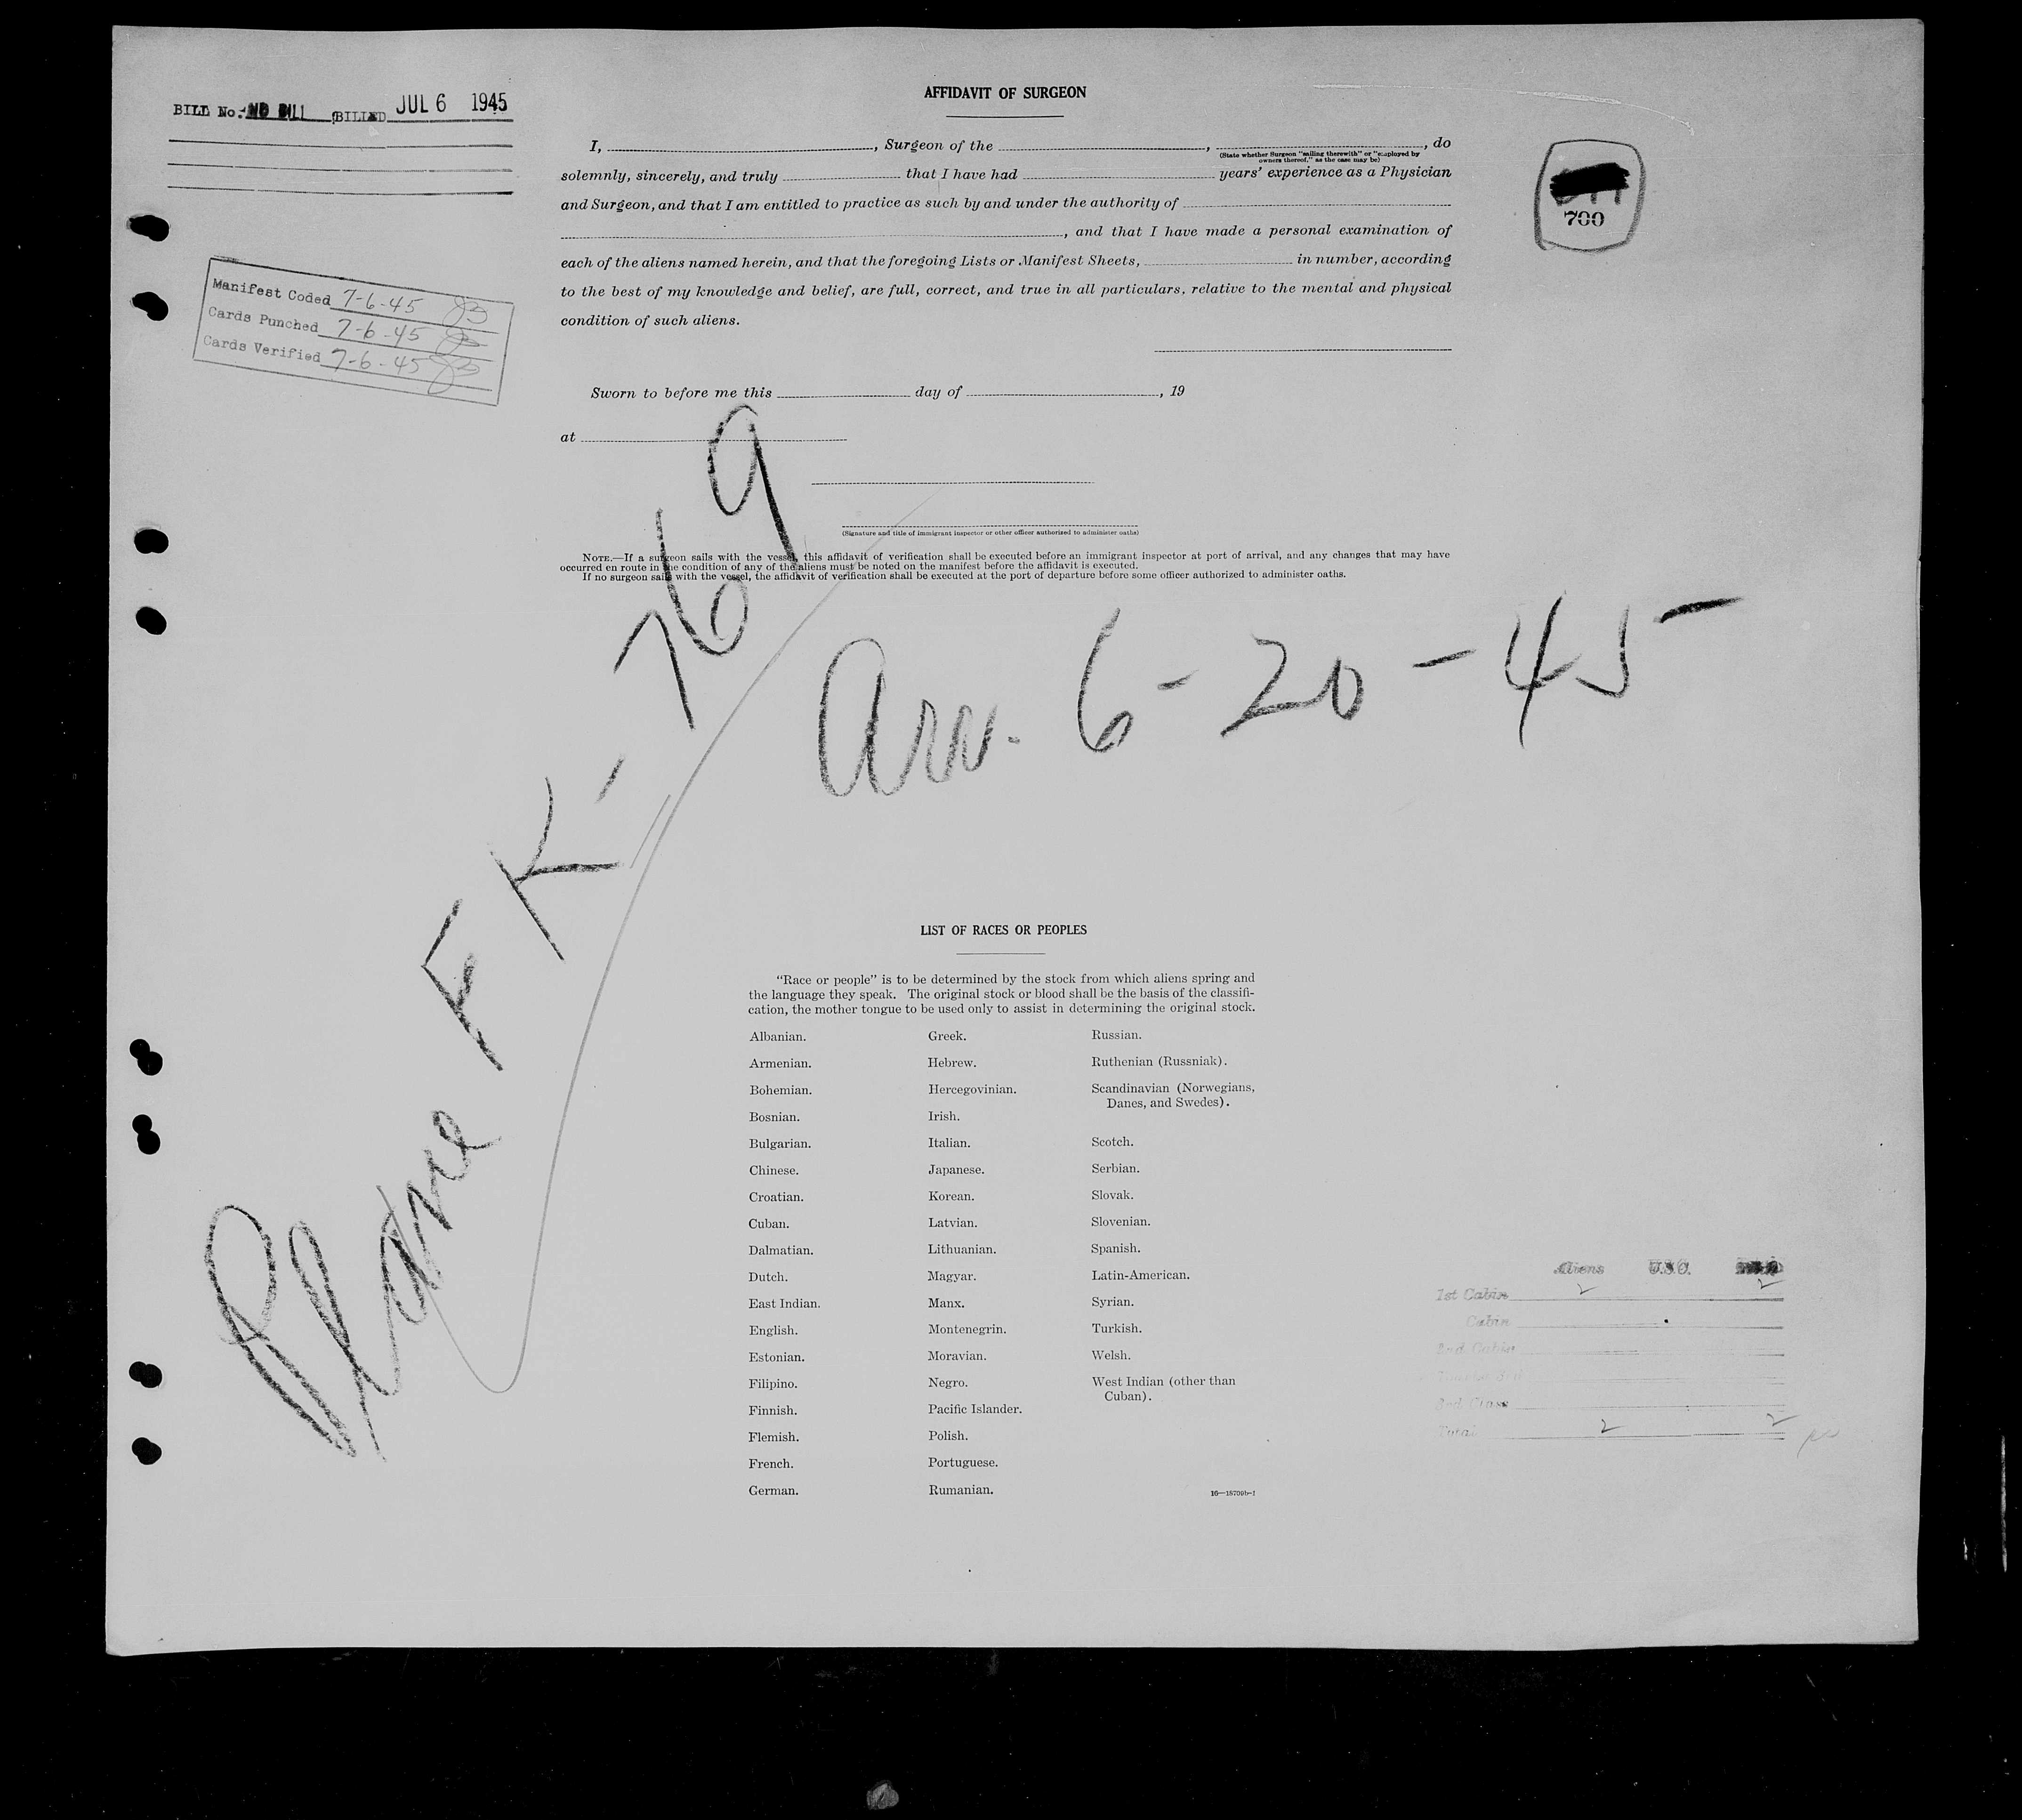 BILL No. NO BILL BILLED JUL 6 1945
AFFIDAVIT OF SURGEON
I, , Surgeon of the , , do
(State whether Surgeon "sailing therewith" or "employed by
owners thereof," as the case may be)
solemnly, sincerely, and truly that I have had years' experience as a Physician
and Surgeon, and that I am entitled to practice as such by and under the authority of
, and that I have made a personal examination of
each of the aliens named herein, and that the foregoing Lists or Manifest Sheets, in number, according
to the best of my knowledge and belief, are full, correct, and true in all particulars, relative to the mental and physical
condition of such aliens.
700
Manifest Coded 7-6-45
Cards Punched 7-6-45
Cards Verified 7-6-45
Sworn to before me this day of , 19
at
(Signature and title of immigrant inspector or other officer authorized to administer oaths)
NOTE.—If a surgeon sails with the vessel, this affidavit of verification shall be executed before an immigrant inspector at port of arrival, and any changes that may have
occurred en route in the condition of any of the aliens must be noted on the manifest before the affidavit is executed.
If no surgeon sails with the vessel, the affidavit of verification shall be executed at the port of departure before some officer authorized to administer oaths.
Plane FK-769
Arr. 6-20-45
LIST OF RACES OR PEOPLES
"Race or people" is to be determined by the stock from which aliens spring and
the language they speak. The original stock or blood shall be the basis of the classifi-
cation, the mother tongue to be used only to assist in determining the original stock.
Albanian.
Armenian.
Bohemian.
Bosnian.
Bulgarian.
Chinese.
Croatian.
Cuban.
Dalmatian.
Dutch.
East Indian.
English.
Estonian.
Filipino.
Finnish.
Flemish.
French.
German.
Greek.
Hebrew.
Hercegovinian.
Irish.
Italian.
Japanese.
Korean.
Latvian.
Lithuanian.
Magyar.
Manx.
Montenegrin.
Moravian.
Negro.
Pacific Islander.
Polish.
Portuguese.
Rumanian.
Russian.
Ruthenian (Russniak).
Scandinavian (Norwegians,
Danes, and Swedes).
Scotch.
Serbian.
Slovak.
Slovenian.
Spanish.
Latin-American.
Syrian.
Turkish.
Welsh.
West Indian (other than
Cuban).
16—18709b-1
Aliens U.S.C.
1st Cabin 2 2
Cabin
2nd Cabin
3rd Class
Total 2 2